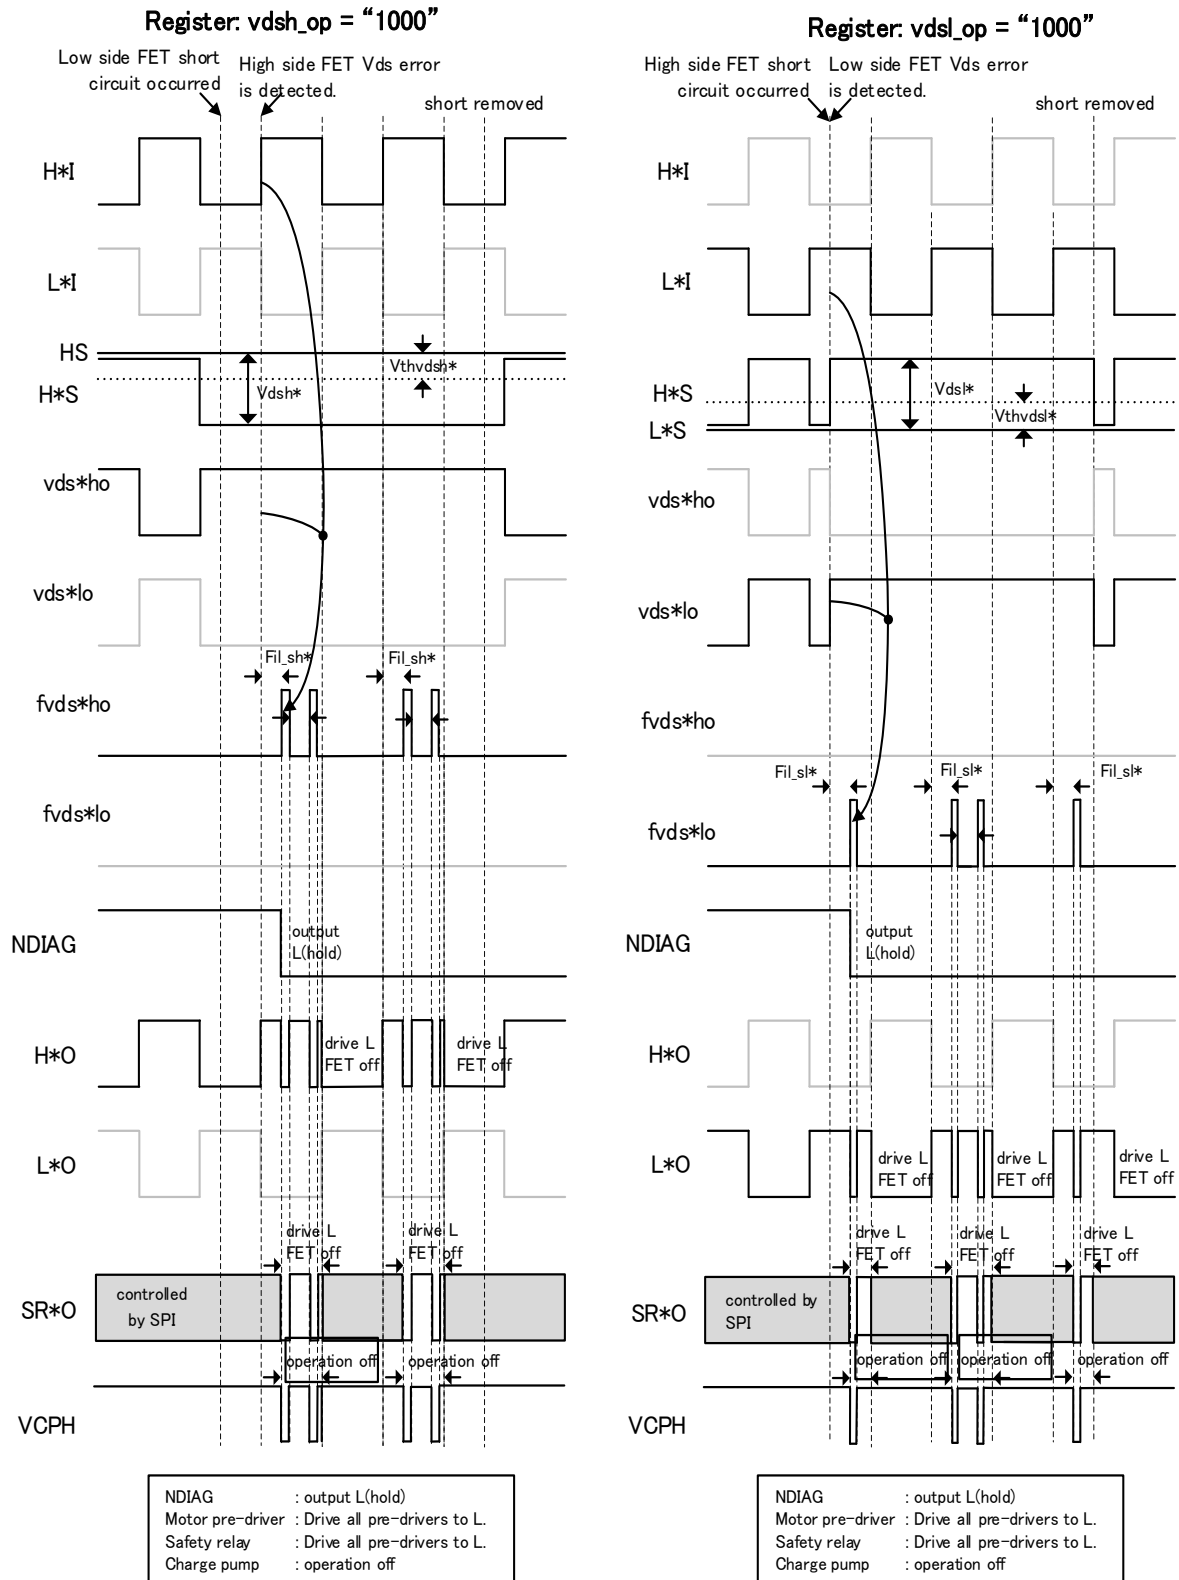 Register: vdsh_op = “1000”
Low side FET short
circuit occurred
High side FET Vds error
is detected.
short removed
H*I
L*I
HS
Vthvdsh*
H*S
Vdsh*
vds*ho
vds*lo
Fil_sh*
Fil_sh*
fvds*ho
fvds*lo
NDIAG
output
L(hold)
H*O
drive L
FET off
drive L
FET off
L*O
drive L
FET off
drive L
FET off
SR*O
controlled
by SPI
operation off
operation off
VCPH
NDIAG : output L(hold)
Motor pre-driver : Drive all pre-drivers to L.
Safety relay : Drive all pre-drivers to L.
Charge pump : operation off
Register: vdsl_op = “1000”
High side FET short
circuit occurred
Low side FET Vds error
is detected.
short removed
H*I
L*I
H*S
Vdsl*
Vthvdsl*
L*S
vds*ho
vds*lo
fvds*ho
Fil_sl*
Fil_sl*
Fil_sl*
fvds*lo
NDIAG
output
L(hold)
H*O
L*O
drive L
FET off
drive L
FET off
drive L
FET off
drive L
FET off
drive L
FET off
drive L
FET off
SR*O
controlled by
SPI
operation off
operation off
operation off
VCPH
NDIAG : output L(hold)
Motor pre-driver : Drive all pre-drivers to L.
Safety relay : Drive all pre-drivers to L.
Charge pump : operation off